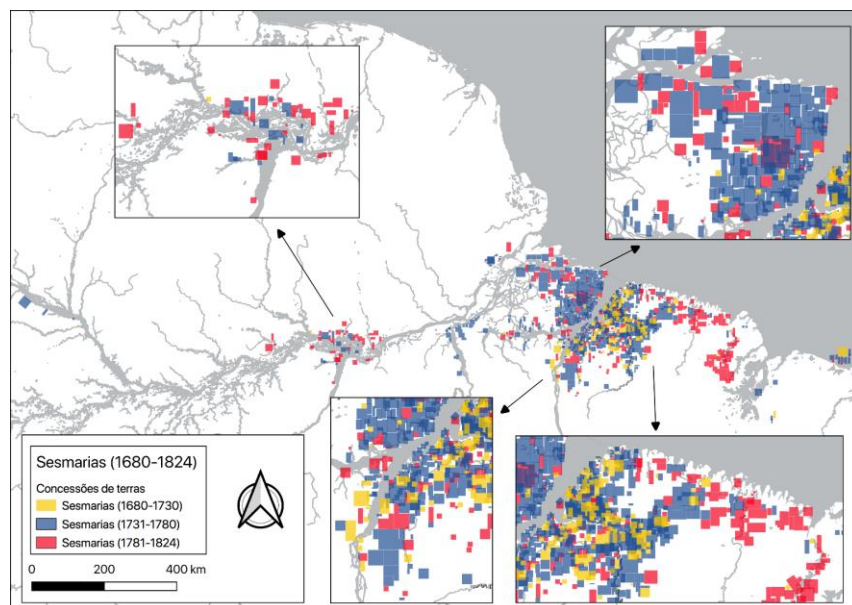 Sesmarias (1680-1824)
Concessões de terras
Sesmarias (1680-1730)
Sesmarias (1731-1780)
Sesmarias (1781-1824)
0 200 400 km